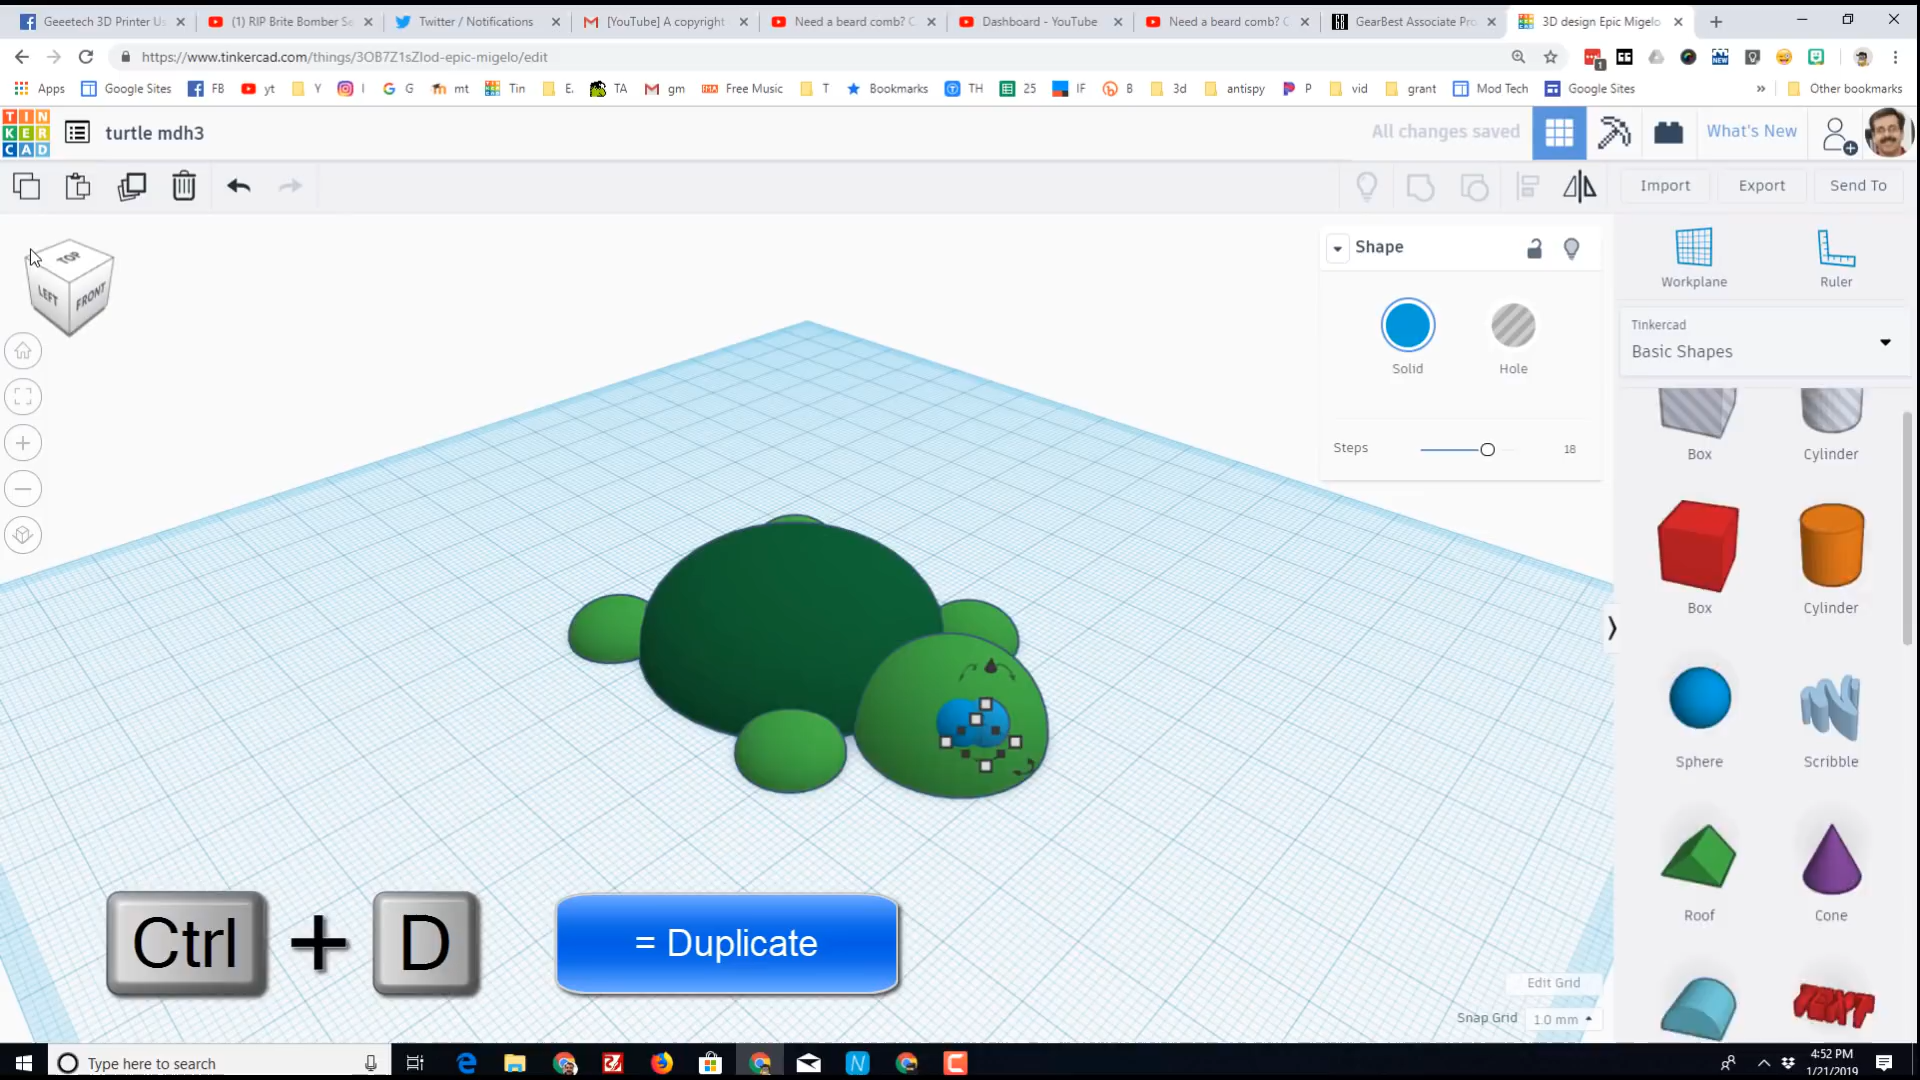 Geeetech 3D Printer Us
(1) RIP Brite Bomber Se
Twitter / Notifications
[YouTube] A copyright
Need a beard comb? C
Dashboard - YouTube
Need a beard comb? C
GearBest Associate Pro
3D design Epic Migelo
https://www.tinkercad.com/things/3OB7Z1sZIod-epic-migelo/edit
Apps
Google Sites
FB
yt
Y
I
G
mt
Tin
E.
TA
gm
Free Music
T
Bookmarks
TH
25
IF
B
3d
antispy
P
vid
grant
Mod Tech
Google Sites
Other bookmarks
TIN
KER
CAD
turtle mdh3
All changes saved
What's New
Import
Export
Send To
TOP
LEFT
FRONT
Shape
Solid
Hole
Steps
18
Workplane
Ruler
Tinkercad
Basic Shapes
Box
Cylinder
Box
Cylinder
Sphere
Scribble
Roof
Cone
TEXT
Ctrl + D = Duplicate
Edit Grid
Snap Grid
1.0 mm
Type here to search
4:52 PM
1/21/2019